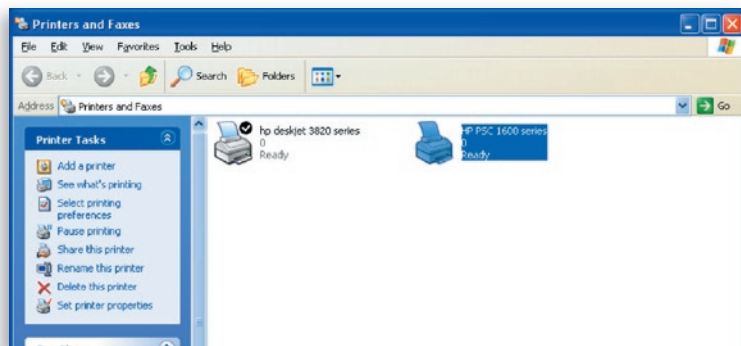 Printers and Faxes
File Edit View Favorites Tools Help
Back Search Folders
Address Printers and Faxes Go
Printer Tasks
Add a printer
See what's printing
Select printing
preferences
Pause printing
Share this printer
Rename this printer
Delete this printer
Set printer properties
hp deskjet 3820 series
0
Ready
HP PSC 1600 series
0
Ready